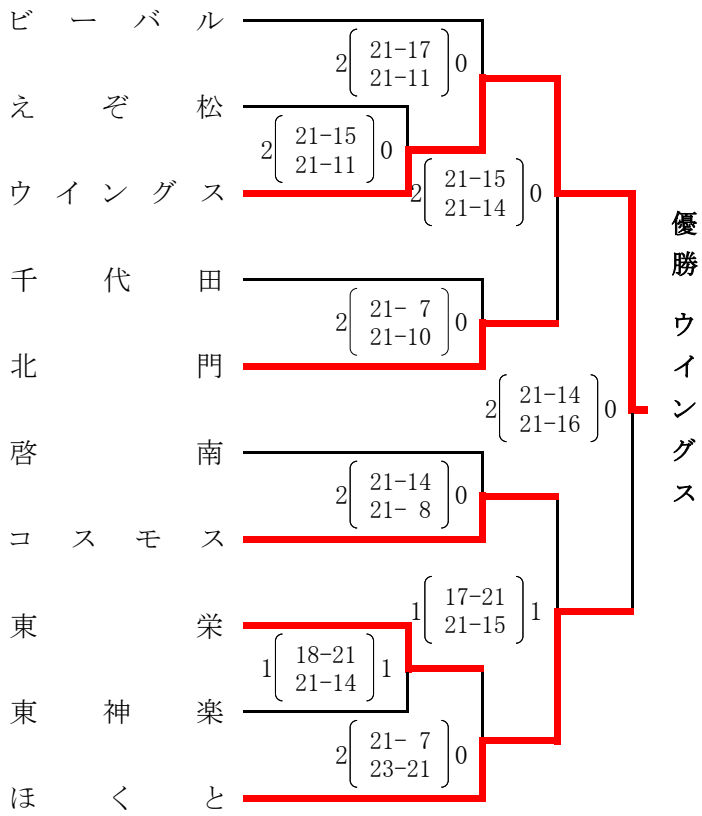 ビーバル
2 21-17 0
21-11
えぞ松
2 21-15 0
21-11
ウイングス
2 21-15 0
21-14
優勝 ウイングス
千代田
2 21- 7 0
21-10
北門
2 21-14 0
21-16
啓南
2 21-14 0
21- 8
コスモス
1 17-21 1
21-15
東栄
1 18-21 1
21-14
東神楽
2 21- 7 0
23-21
ほくと